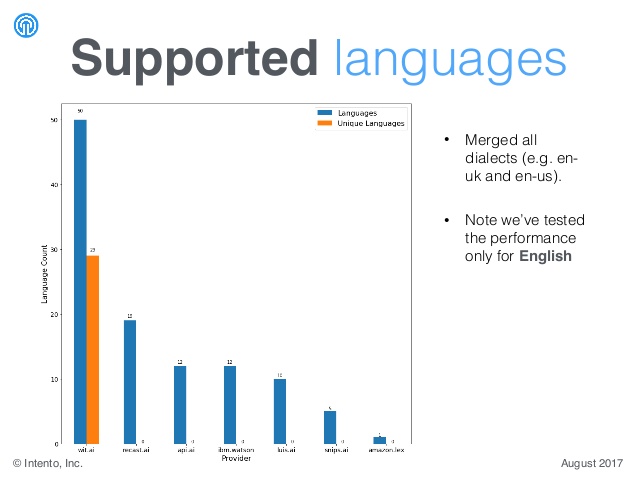 Supported languages
50
Languages
Unique Languages
50
• Merged all
dialects (e.g. en-
uk and en-us).
40
• Note we've tested
the performance
only for English
29
30
Language Count
19
20
12
12
10
10
5
1
0
0
0
0
0
0
0
wit.ai recast.ai api.ai ibm.watson luis.ai snips.ai amazon.lex
Provider
© Intento, Inc.
August 2017